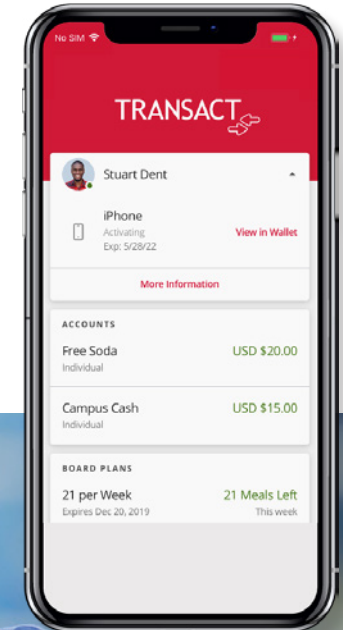 No SIM
TRANSACT
Stuart Dent
iPhone
Activating
View in Wallet
Exp: 5/28/22
More Information
ACCOUNTS
Free Soda USD $20.00
Individual
Campus Cash USD $15.00
Individual
BOARD PLANS
21 per Week 21 Meals Left
Expires Dec 20, 2019 This week